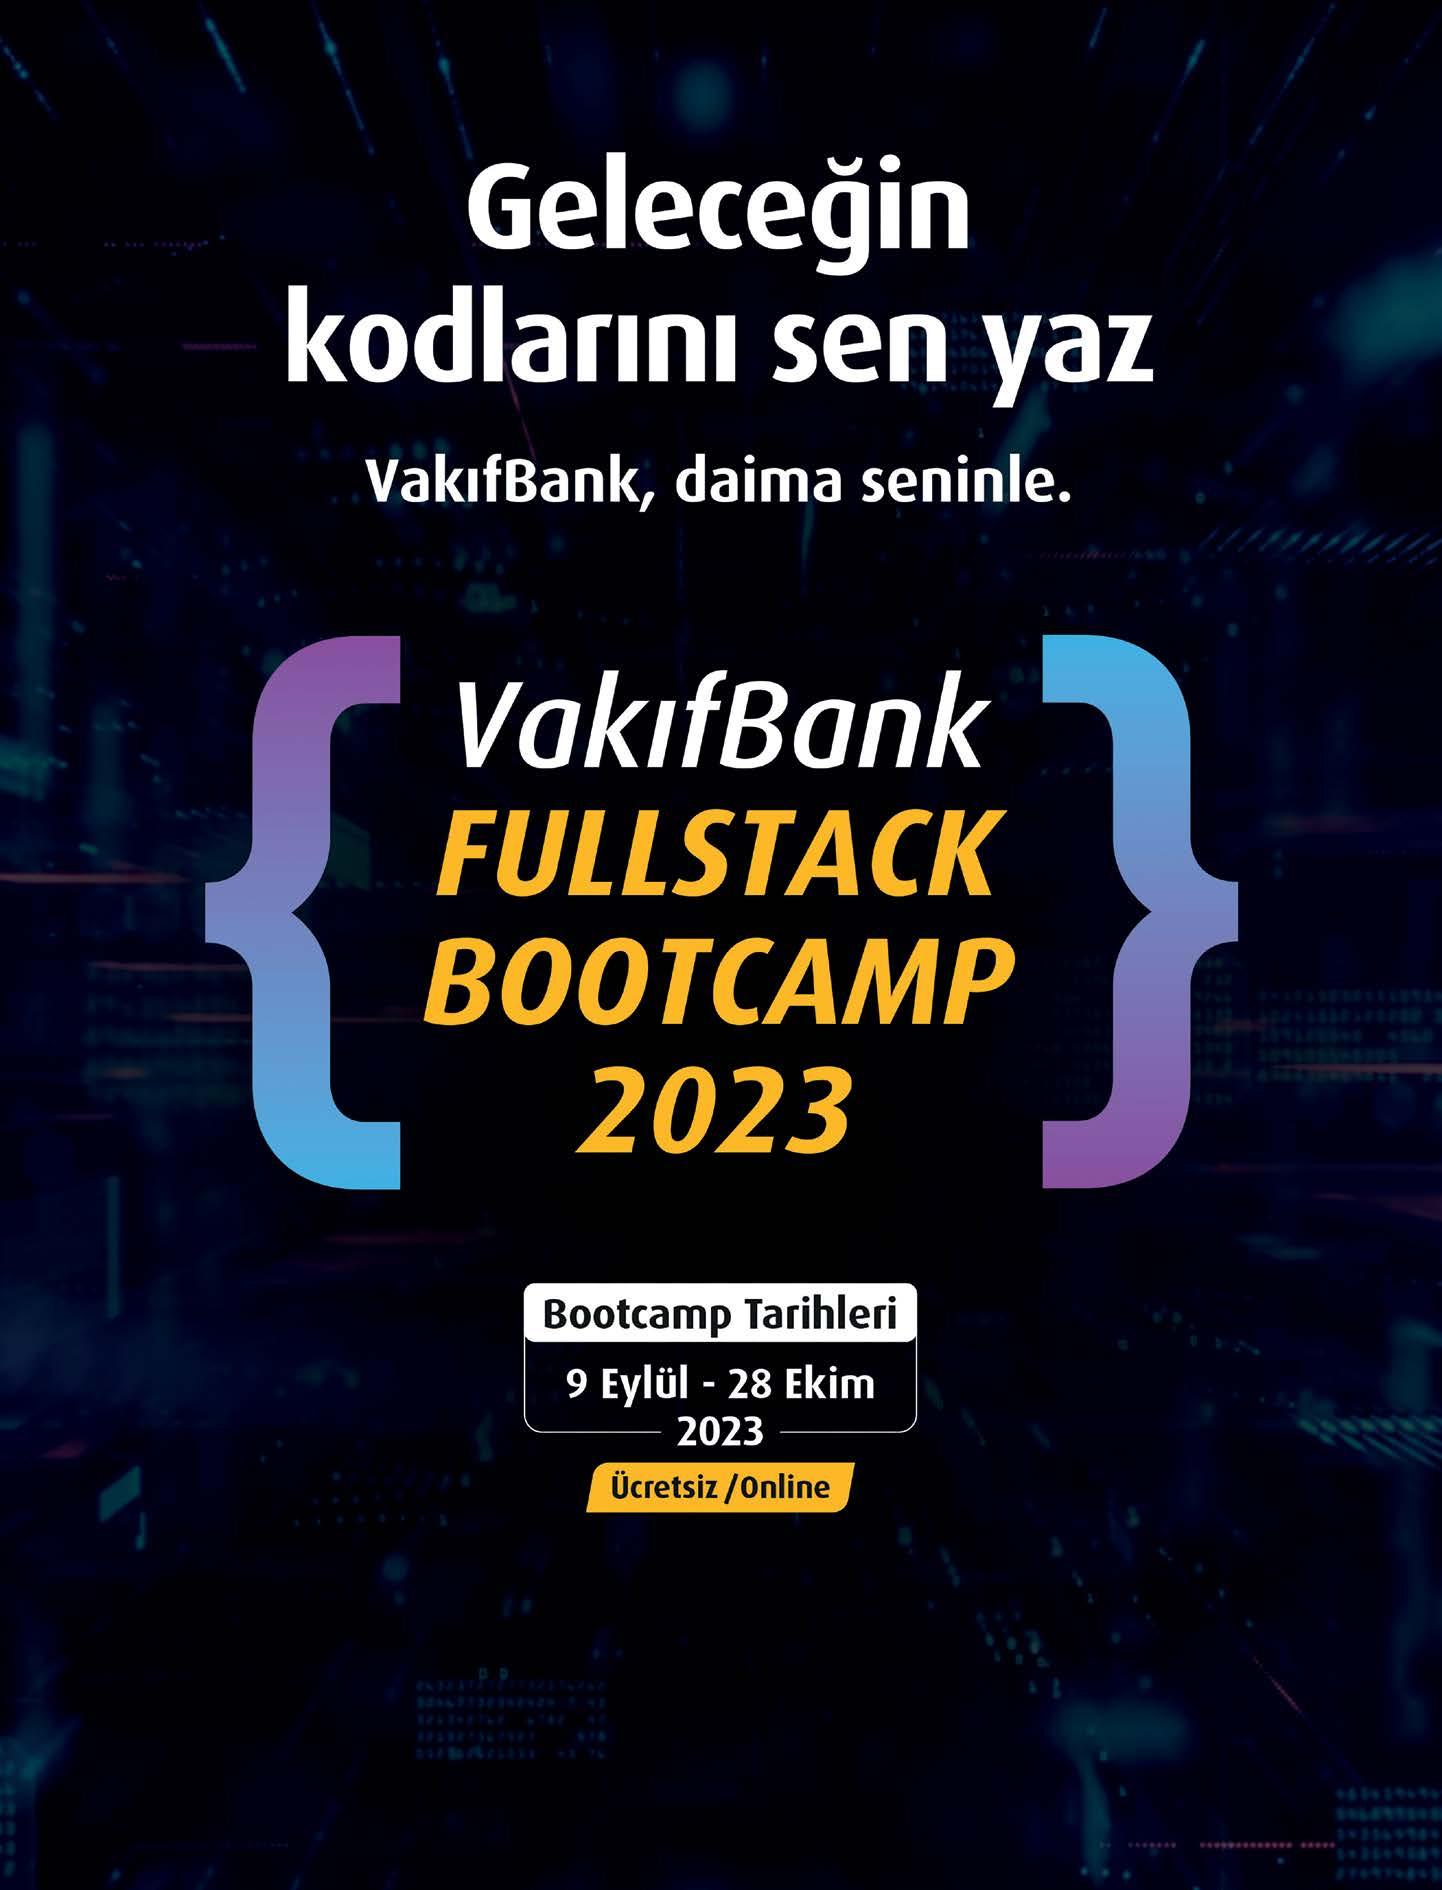 Geleceğin
kodlarını sen yaz
VakıfBank, daima seninle.
VakıfBank
FULLSTACK
BOOTCAMP
2023
Bootcamp Tarihleri
9 Eylül - 28 Ekim
2023
Ücretsiz /Online